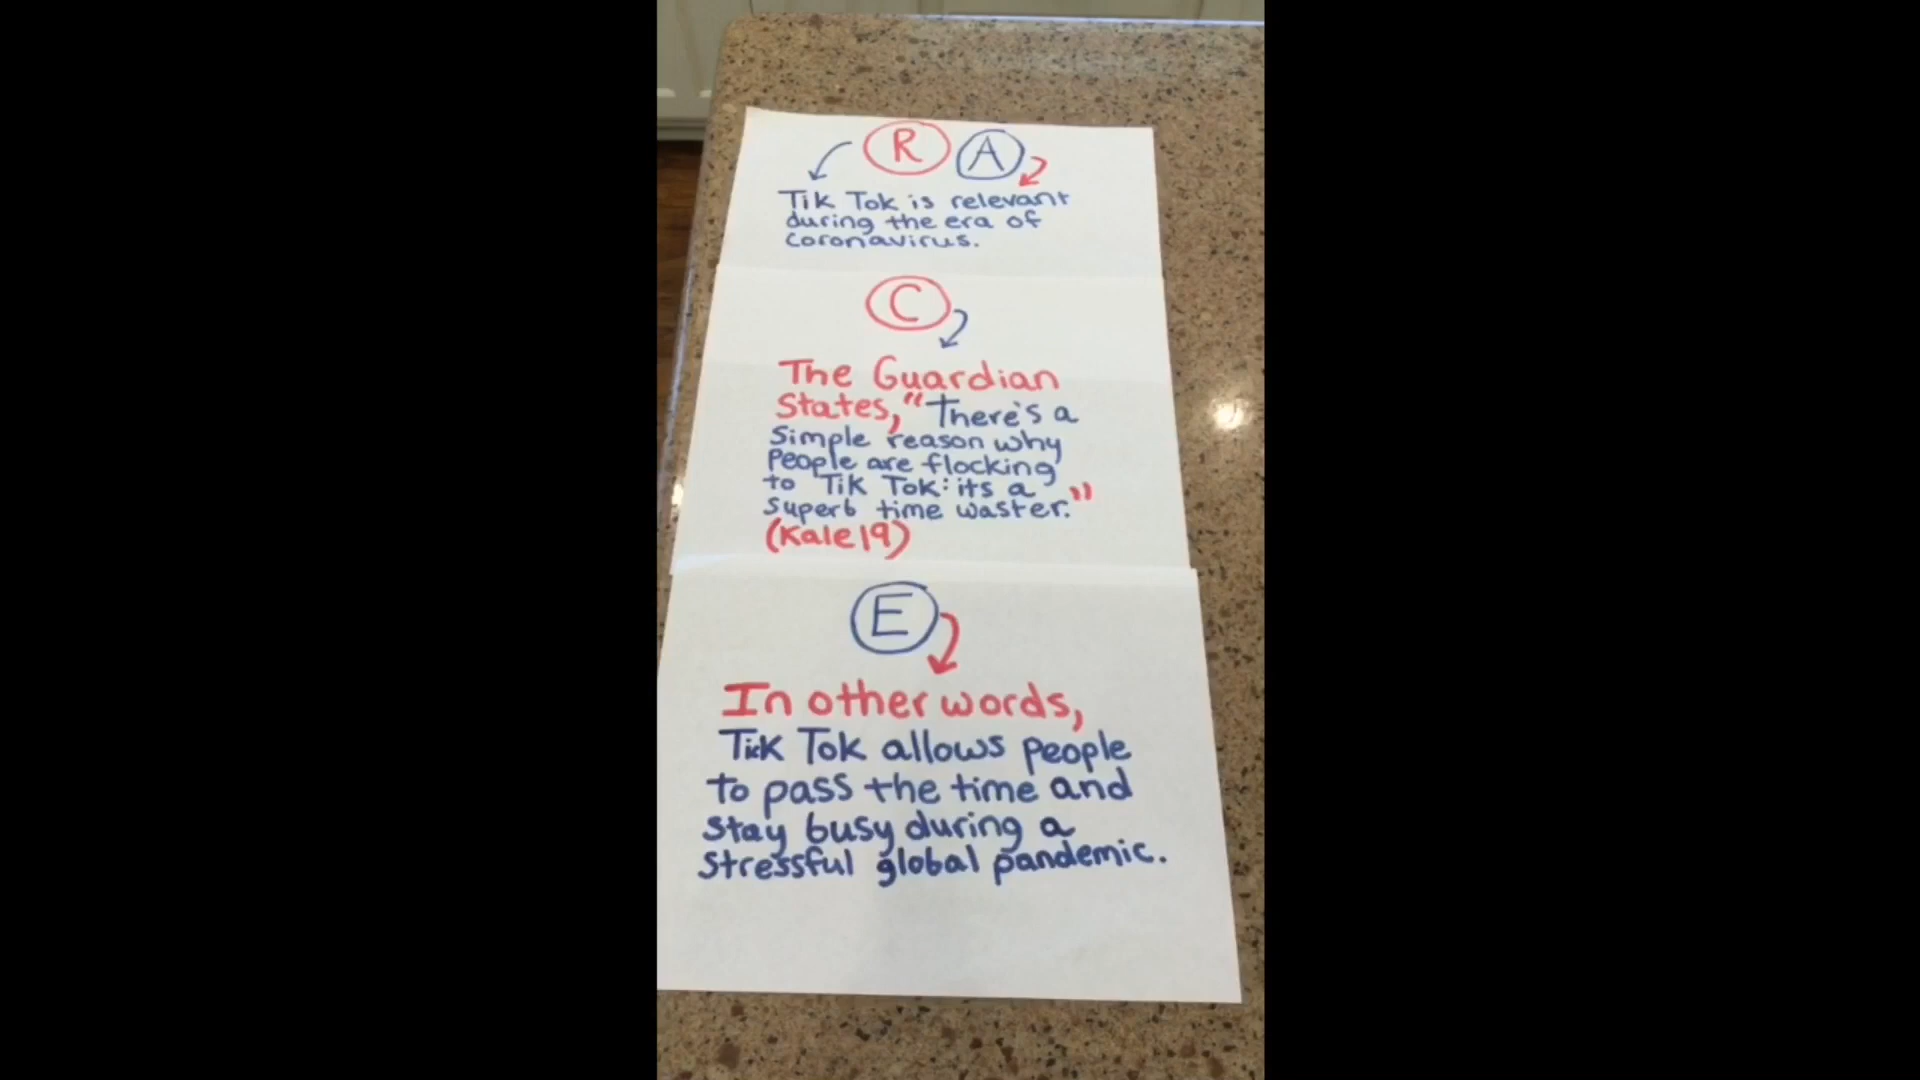 R A
Tik Tok is relevant
during the era of
coronavirus.
C
The Guardian
States, "There's a
simple reason why
people are flocking
to Tik Tok: its a
superb time waster."
(Kale 19)
E
In other words,
Tick Tok allows people
to pass the time and
stay busy during a
stressful global pandemic.